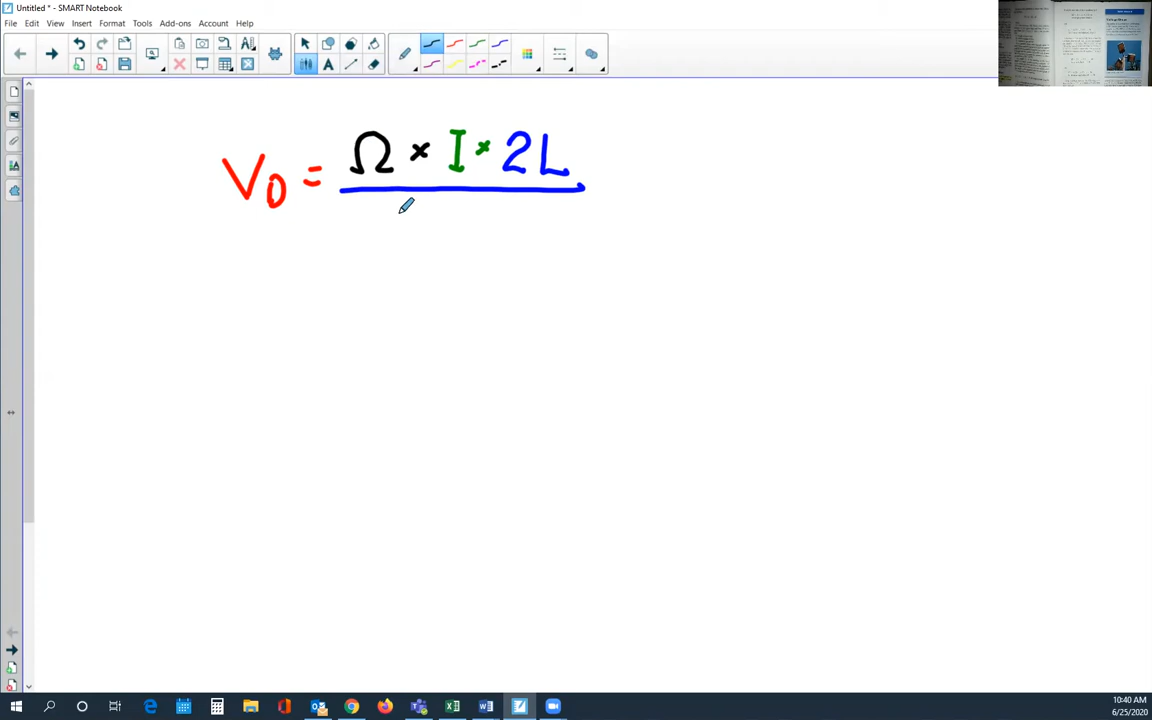 Untitled * - SMART Notebook
File Edit View Insert Format Tools Add-ons Account Help
V_D = Ω × I × 2L
10:40 AM
6/25/2020